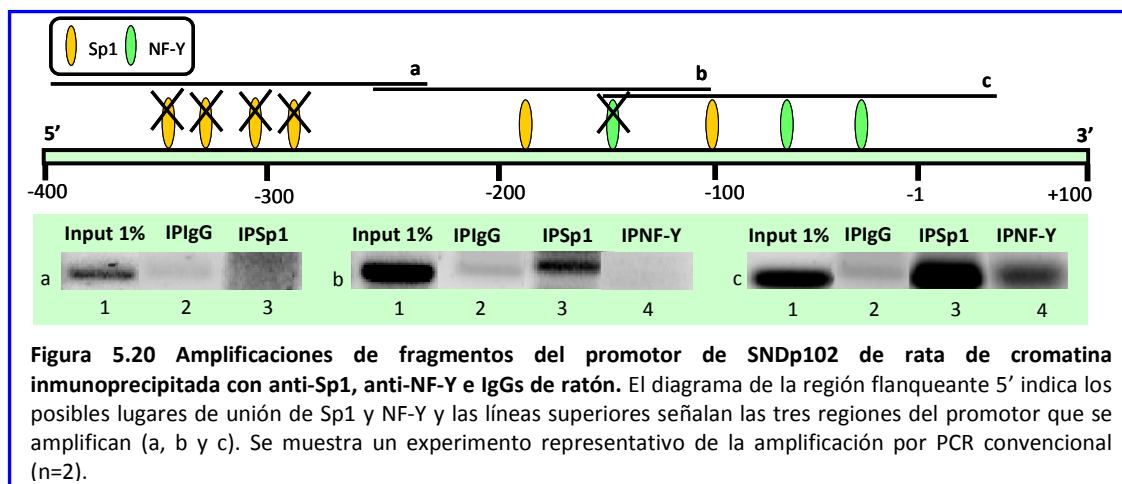 Sp1 NF-Y
a
b
c
5’ 3’
-400 -300 -200 -100 -1 +100
Input 1% IPIgG IPSp1 Input 1% IPIgG IPSp1 IPNF-Y Input 1% IPIgG IPSp1 IPNF-Y
a b c
1 2 3 1 2 3 4 1 2 3 4
Figura 5.20 Amplificaciones de fragmentos del promotor de SNDp102 de rata de cromatina
inmunoprecipitada con anti-Sp1, anti-NF-Y e IgGs de ratón. El diagrama de la región flanqueante 5’ indica los
posibles lugares de unión de Sp1 y NF-Y y las líneas superiores señalan las tres regiones del promotor que se
amplifican (a, b y c). Se muestra un experimento representativo de la amplificación por PCR convencional
(n=2).